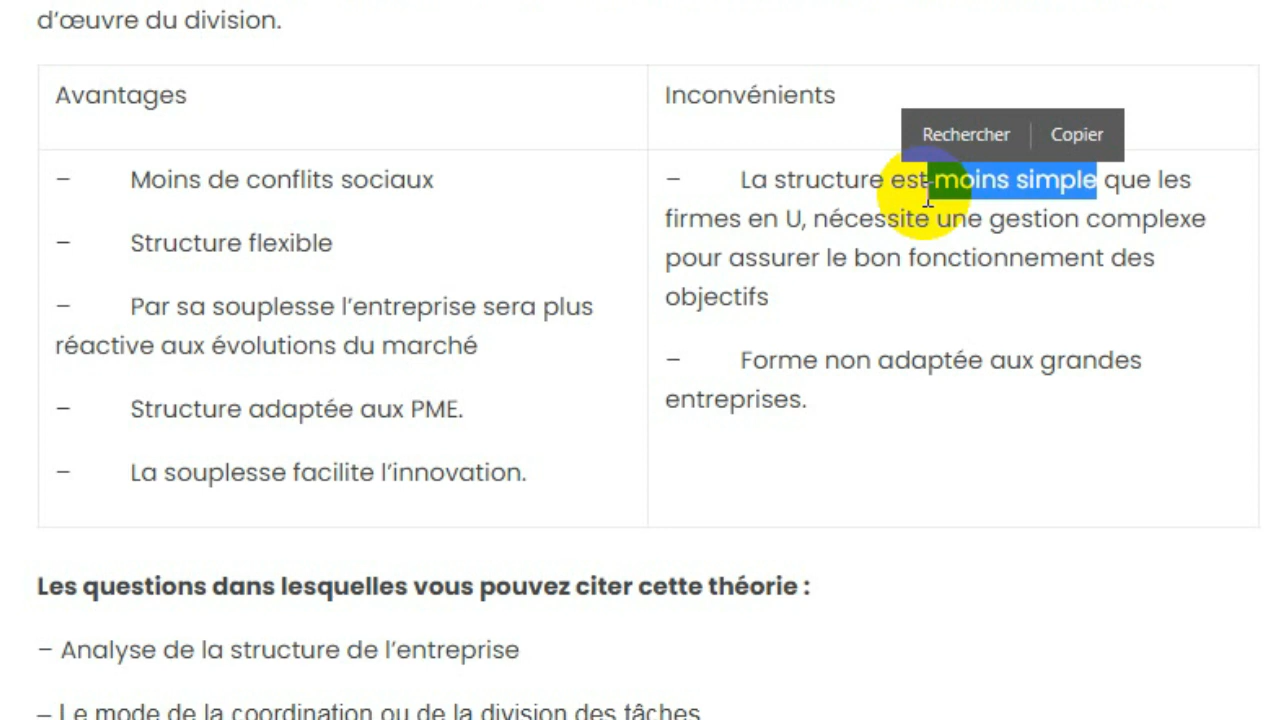 d’œuvre du division.
Avantages
Inconvénients
Rechercher
Copier
– Moins de conflits sociaux
– Structure flexible
– Par sa souplesse l’entreprise sera plus
réactive aux évolutions du marché
– Structure adaptée aux PME.
– La souplesse facilite l’innovation.
– La structure est moins simple que les
firmes en U, nécessite une gestion complexe
pour assurer le bon fonctionnement des
objectifs
– Forme non adaptée aux grandes
entreprises.
Les questions dans lesquelles vous pouvez citer cette théorie :
– Analyse de la structure de l’entreprise
– Le mode de la coordination ou de la division des tâches